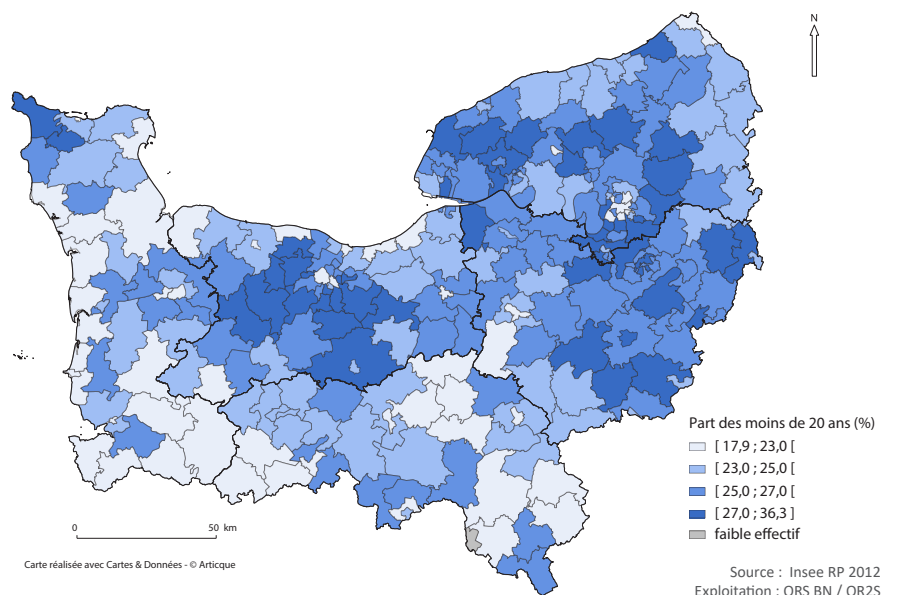 N
Part des moins de 20 ans (%)
[ 17,9 ; 23,0 [
[ 23,0 ; 25,0 [
[ 25,0 ; 27,0 [
[ 27,0 ; 36,3 ]
faible effectif
0 50 km
Carte réalisée avec Cartes & Données - © Articque
Source : Insee RP 2012
Exploitation : ORS BN / OR2S